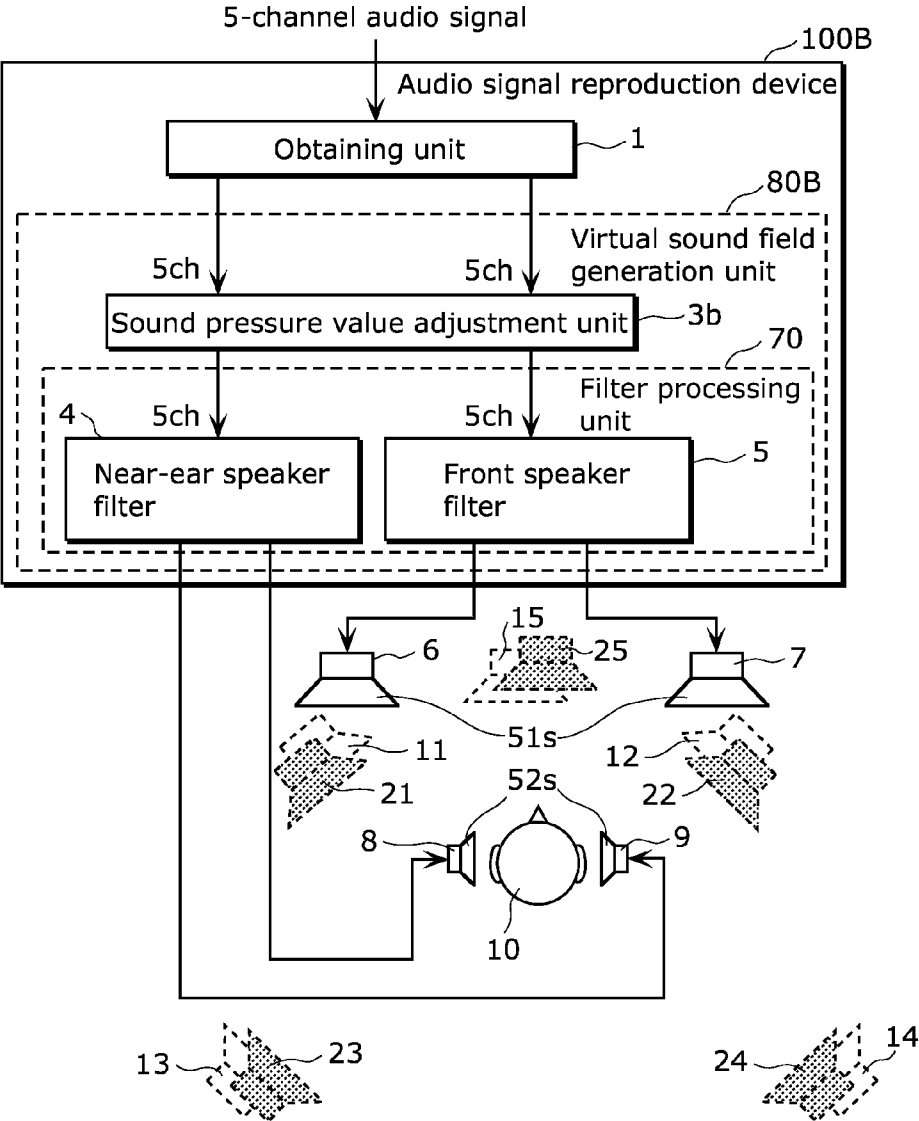 5-channel audio signal
100B
Audio signal reproduction device
Obtaining unit
1
80B
Virtual sound field
generation unit
5ch
5ch
Sound pressure value adjustment unit
3b
70
Filter processing
unit
4
5ch
5ch
Near-ear speaker
filter
Front speaker
filter
5
6
15
25
7
51s
11
12
21
22
52s
8
9
10
13
23
24
14